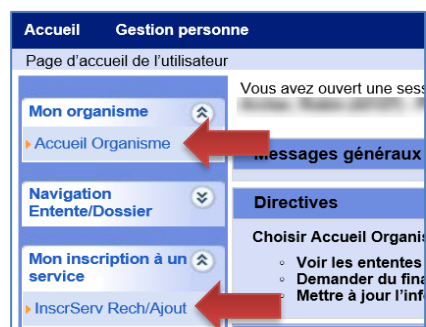 Accueil Gestion personne
Page d'accueil de l'utilisateur
Mon organisme
Accueil Organisme
Navigation
Entente/Dossier
Mon inscription à un
service
InscrServ Rech/Ajout
Vous avez ouvert une sess
Messages généraux
Directives
Choisir Accueil Organis
Voir les ententes
Demander du fina
Mettre à jour l'inf